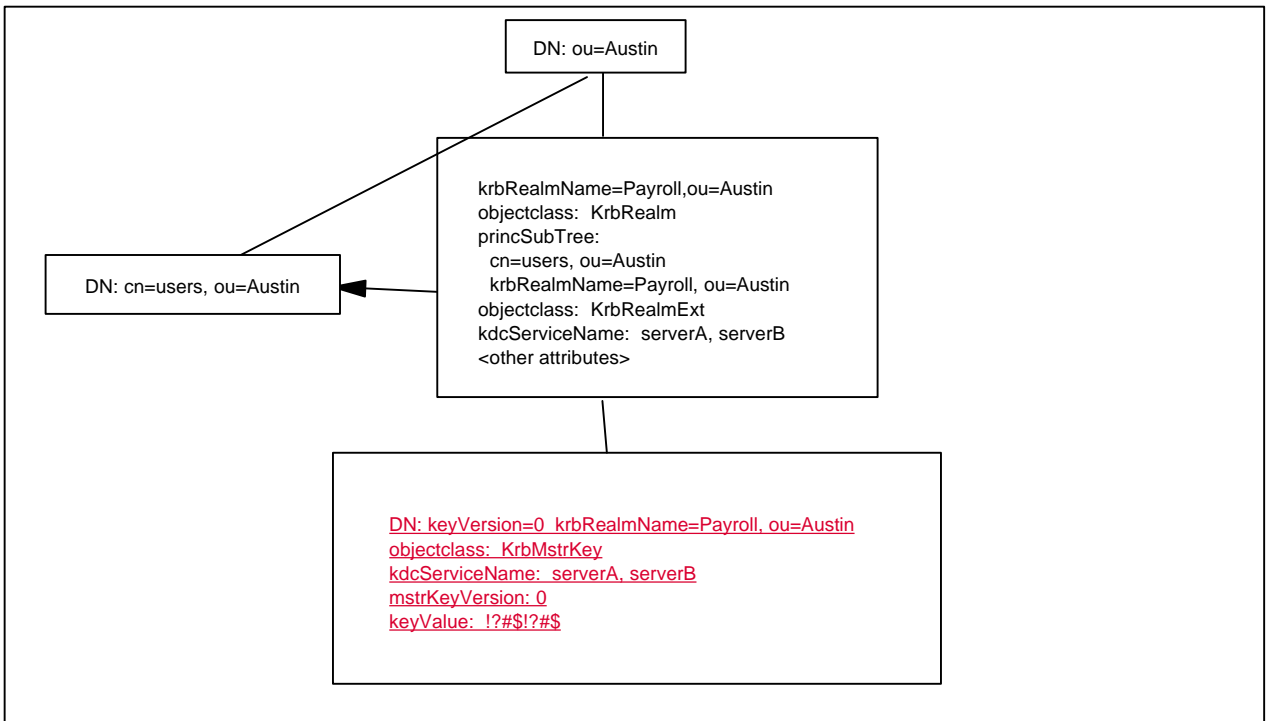 DN: ou=Austin
krbRealmName=Payroll,ou=Austin
objectclass:  KrbRealm
princSubTree:
cn=users, ou=Austin
krbRealmName=Payroll, ou=Austin
objectclass:  KrbRealmExt
kdcServiceName:  serverA, serverB
<other attributes>
DN: cn=users, ou=Austin
DN: keyVersion=0  krbRealmName=Payroll, ou=Austin
objectclass:  KrbMstrKey
kdcServiceName:  serverA, serverB
mstrKeyVersion: 0
keyValue:  !?#$!?#$